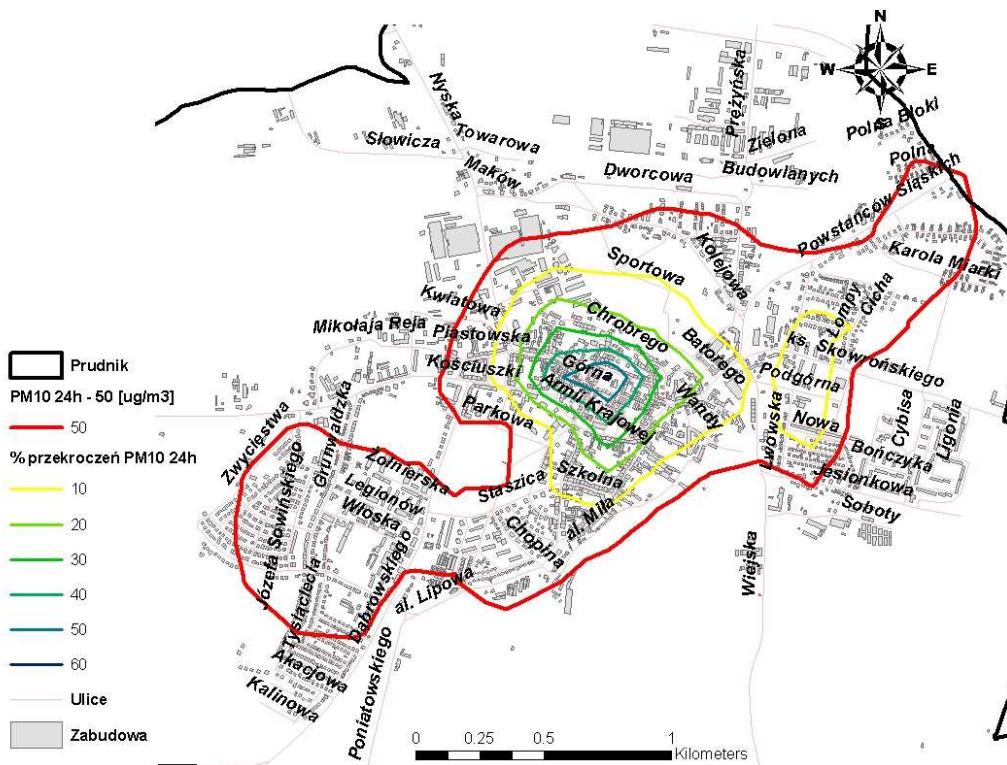 N
W
E
S
Nyska
Towarowa
Słowicza
Maków
Prężyńska
Zielona
Budowlanych
Dworcowa
Polna Bloki
Polna
Powstańców Śląskich
Karola Miarki
Kolejowa
Sportowa
Cicha
Lompy
Kwiatowa
Chrobrego
Mikołaja Reja
Piastowska
ks. Skowrońskiego
Batorego
Kościuszki
Górna
Podgórna
Armii Krajowej
Wandy
Parkowa
Nowa
Lwowska
Cybisa
Ligonia
Bończyka
Jesionkowa
Soboty
Zwycięstwa
Grunwaldzka
Żołnierska
Szkolna
Staszica
Legionów
Włoska
Józefa Sowińskiego
Chopina
al. Miła
Wiejska
Tysiąclecia
Dąbrowskiego
al. Lipowa
Akacjowa
Kalinowa
Poniatowskiego
Prudnik
PM10 24h - 50 [ug/m3]
50
% przekroczeń PM10 24h
10
20
30
40
50
60
Ulice
Zabudowa
0 0.25 0.5 1
Kilometers